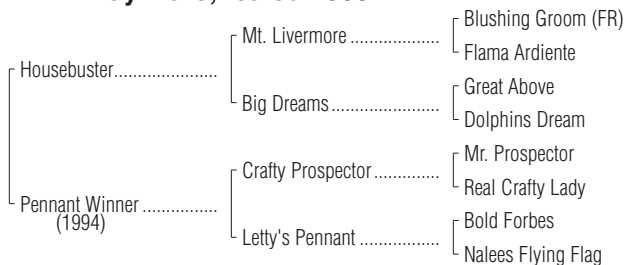 Blushing Groom (FR)
Mt. Livermore ...................
Flama Ardiente
Housebuster......................
Great Above
Big Dreams .......................
Dolphins Dream
Mr. Prospector
Crafty Prospector..............
Real Crafty Lady
Pennant Winner ................
(1994)
Bold Forbes
Letty's Pennant .................
Nalees Flying Flag